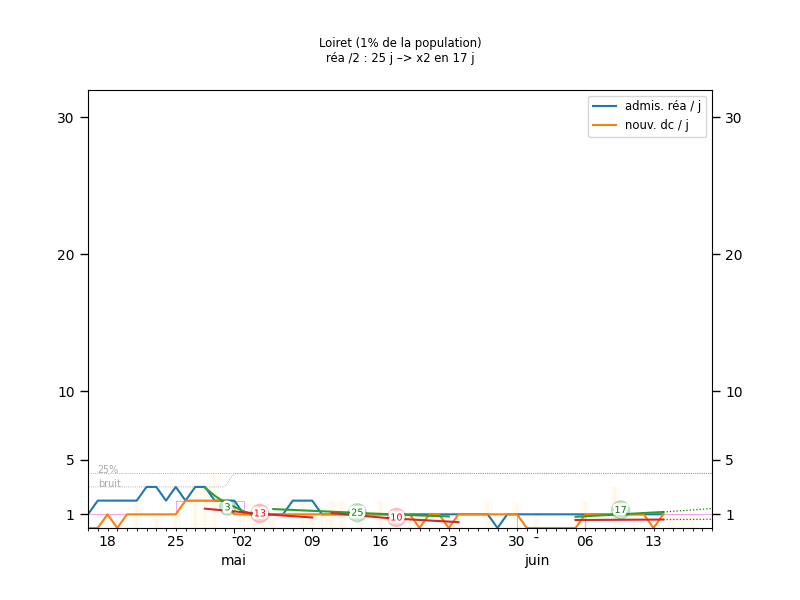 Loiret (1% de la population)
réa /2 : 25 j –> x2 en 17 j
admis. réa / j
nouv. dc / j
30 30
20 20
10 10
5 5
25%
bruit
1 1
3 13 25 10 17
18 25 02 09 16 23 30 06 13
mai juin